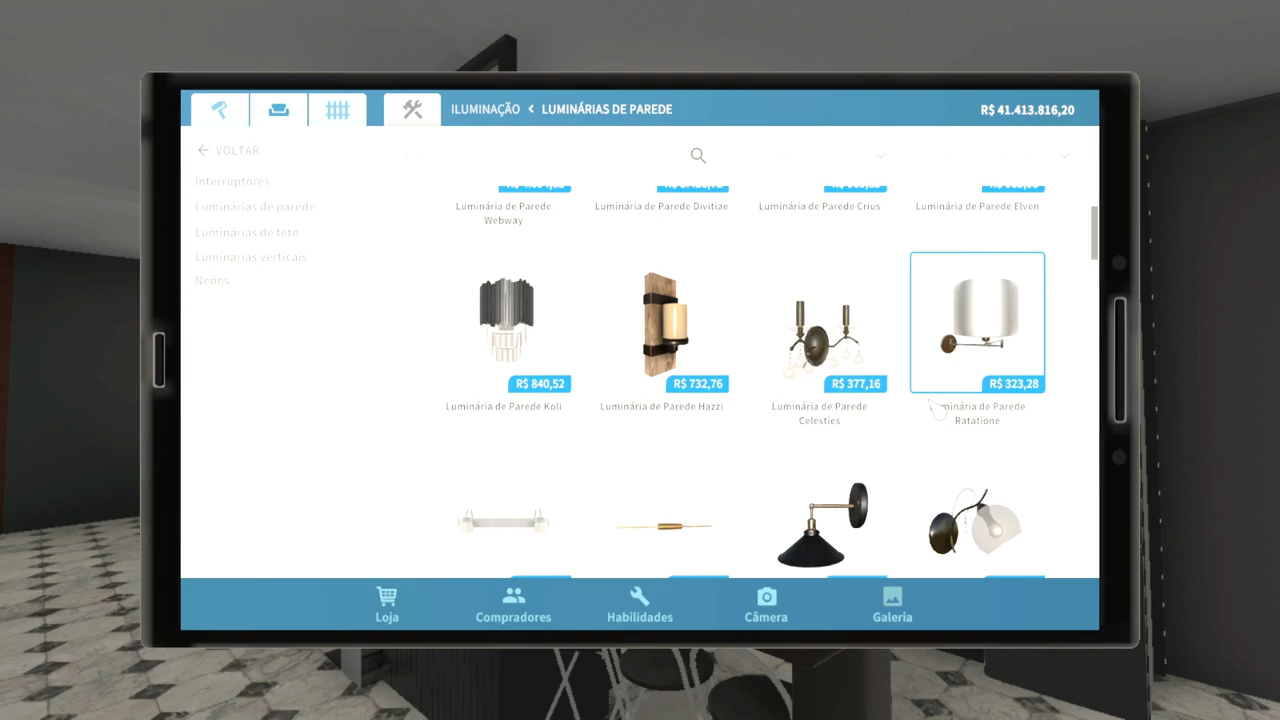 ILUMINAÇÃO < LUMINÁRIAS DE PAREDE
R$ 41.413.816,20
VOLTAR
Interruptores
Luminárias de parede
Luminárias de teto
Luminárias verticais
Neons
Luminária de Parede
Webway
Luminária de Parede Divitiae
Luminária de Parede Crius
Luminária de Parede Elven
R$ 840,52
R$ 732,76
R$ 377,16
R$ 323,28
Luminária de Parede Koli
Luminária de Parede Hazzi
Luminária de Parede
Celesties
Luminária de Parede
Ratatione
Loja
Compradores
Habilidades
Câmera
Galeria